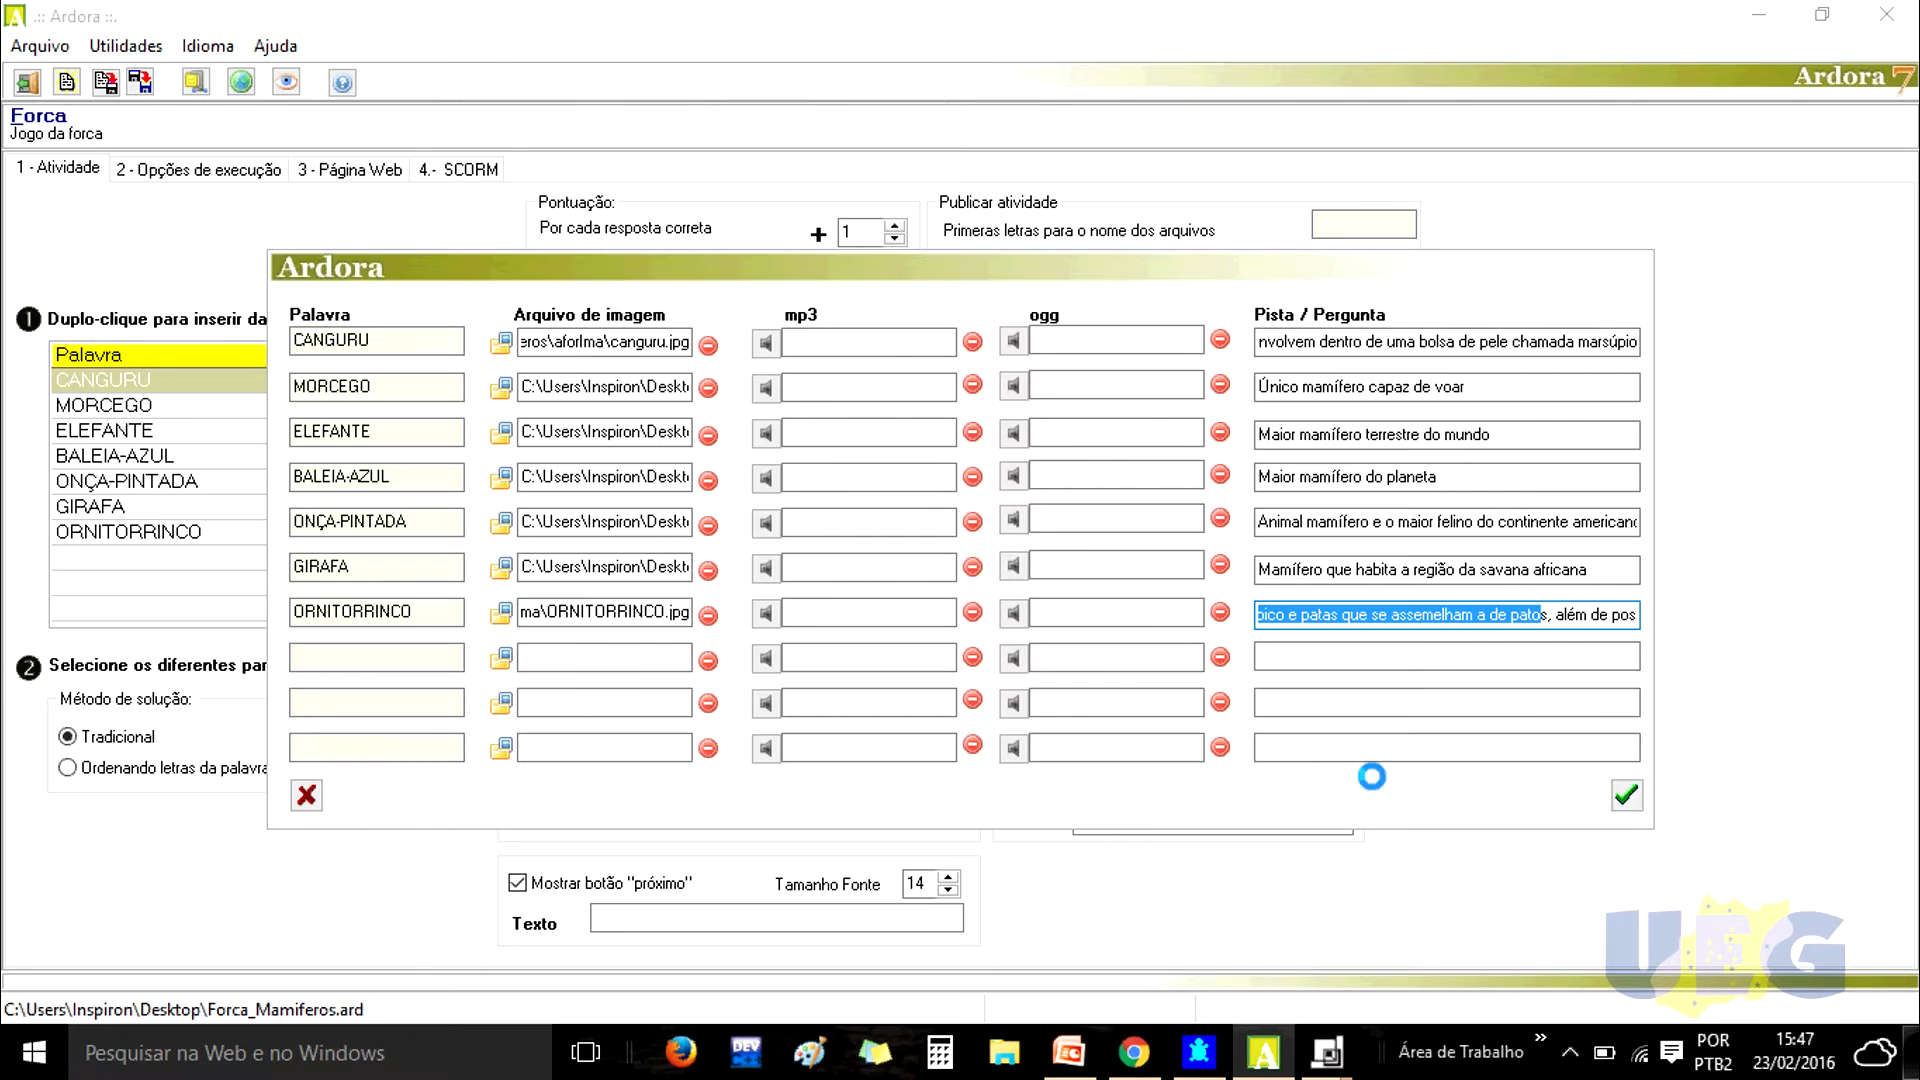 .:: Ardora ::.
Arquivo Utilidades Idioma Ajuda
Ardora 7
Forca
Jogo da forca
1 - Atividade 2 - Opções de execução 3 - Página Web 4.- SCORM
Pontuação:
Por cada resposta correta + 1
Publicar atividade
Primeras letras para o nome dos arquivos
1 Duplo-clique para inserir da
Palavra
CANGURU
MORCEGO
ELEFANTE
BALEIA-AZUL
ONÇA-PINTADA
GIRAFA
ORNITORRINCO
2 Selecione os diferentes par
Método de solução:
Tradicional
Ordenando letras da palavra
Ardora
Palavra Arquivo de imagem mp3 ogg Pista / Pergunta
CANGURU eros\aforlma\canguru.jpg nvolvem dentro de uma bolsa de pele chamada marsúpio
MORCEGO C:\Users\Inspiron\Deskt Único mamífero capaz de voar
ELEFANTE C:\Users\Inspiron\Deskt Maior mamífero terrestre do mundo
BALEIA-AZUL C:\Users\Inspiron\Deskt Maior mamífero do planeta
ONÇA-PINTADA C:\Users\Inspiron\Deskt Animal mamífero e o maior felino do continente american
GIRAFA C:\Users\Inspiron\Deskt Mamífero que habita a região da savana africana
ORNITORRINCO ma\ORNITORRINCO.jpg bico e patas que se assemelham a de patos, além de pos
Mostrar botão "próximo" Tamanho Fonte 14
Texto
UEG
C:\Users\Inspiron\Desktop\Forca_Mamiferos.ard
Pesquisar na Web e no Windows
DEV
Área de Trabalho
POR
PTB2
15:47
23/02/2016